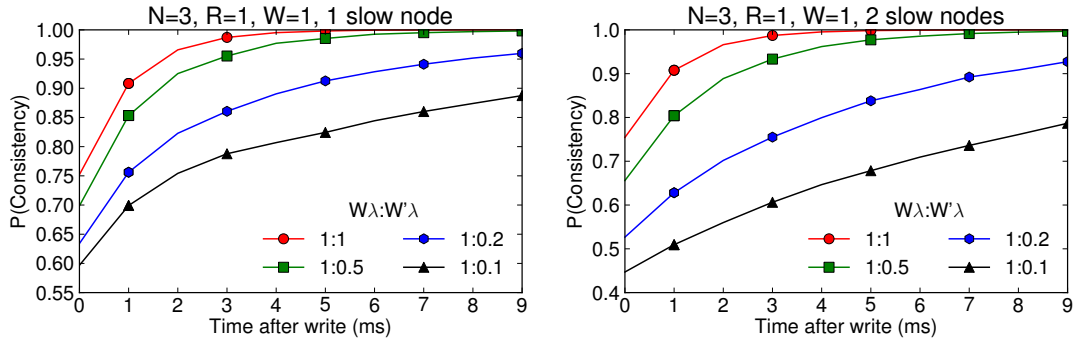 N=3, R=1, W=1, 1 slow node
1.00
0.95
0.90
0.85
0.80
0.75
0.70
0.65
0.60
0.55
P(Consistency)
Wλ:W'λ
1:1 1:0.2
1:0.5 1:0.1
0 1 2 3 4 5 6 7 8 9
Time after write (ms)
N=3, R=1, W=1, 2 slow nodes
1.0
0.9
0.8
0.7
0.6
0.5
0.4
P(Consistency)
Wλ:W'λ
1:1 1:0.2
1:0.5 1:0.1
0 1 2 3 4 5 6 7 8 9
Time after write (ms)